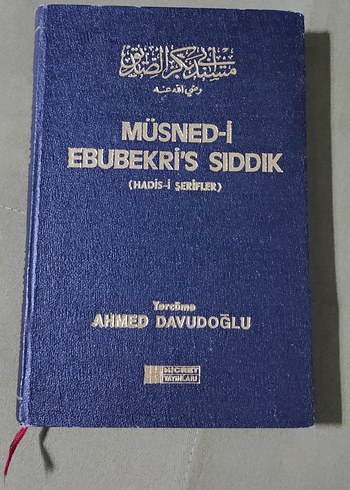 مسند أبي بكر الصديق
رضي الله عنه
MÜSNED-İ
EBUBEKRİ'S SIDDIK
(HADİS-İ ŞERİFLER)
Tercüme
AHMED DAVUDOĞLU
HİCRET
YAYINLARI